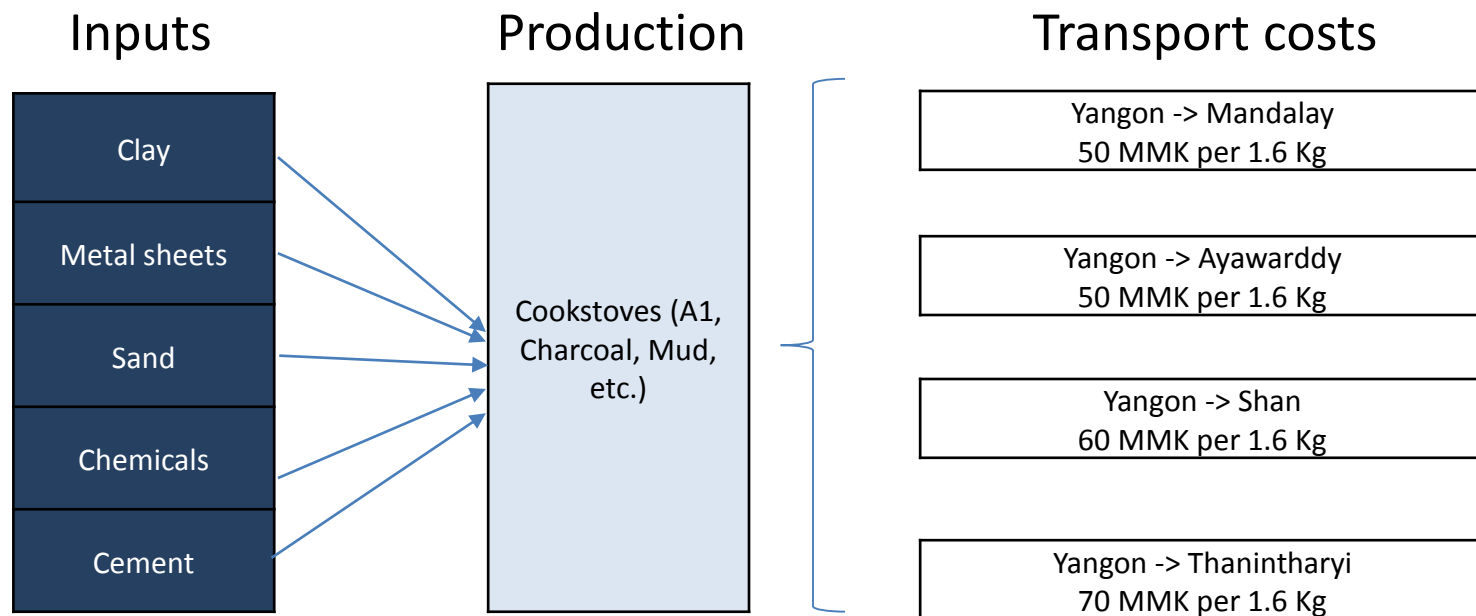 Inputs
Production
Transport costs
Clay
Metal sheets
Sand
Chemicals
Cement
Cookstoves (A1,
Charcoal, Mud,
etc.)
Yangon -> Mandalay
50 MMK per 1.6 Kg
Yangon -> Ayawarddy
50 MMK per 1.6 Kg
Yangon -> Shan
60 MMK per 1.6 Kg
Yangon -> Thanintharyi
70 MMK per 1.6 Kg